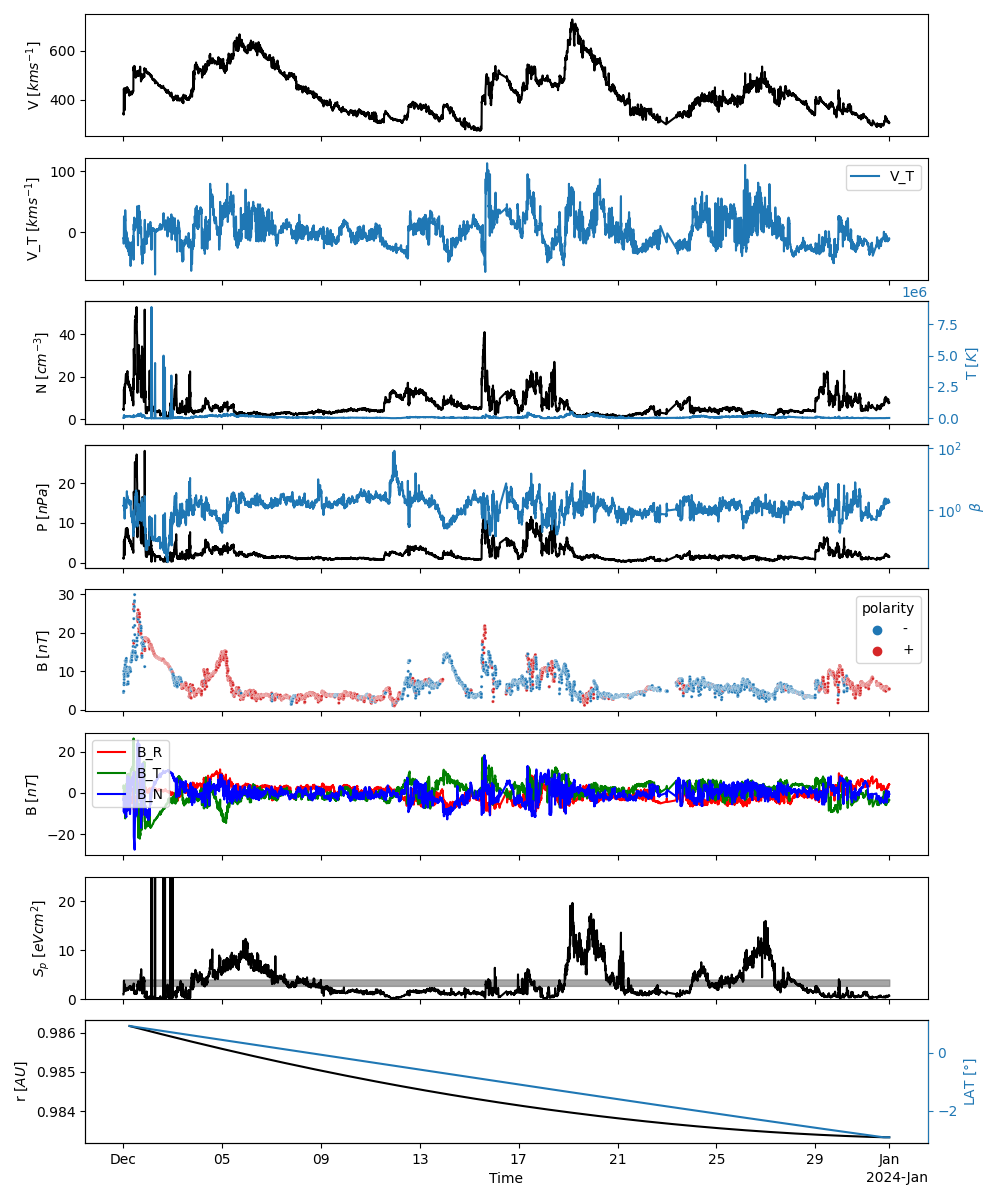 600
400
V [kms⁻¹]
100
0
V_T [kms⁻¹]
V_T
1e6
40
20
0
N [cm⁻³]
7.5
5.0
2.5
0.0
T [K]
20
10
0
P [nPa]
10²
10⁰
β
30
20
10
0
B [nT]
polarity
-
+
20
0
−20
B [nT]
B_R
B_T
B_N
20
10
0
Sₚ [eVcm²]
0.986
0.985
0.984
r [AU]
0
−2
LAT [°]
Dec 05 09 13 17 21 25 29 Jan
Time
2024-Jan